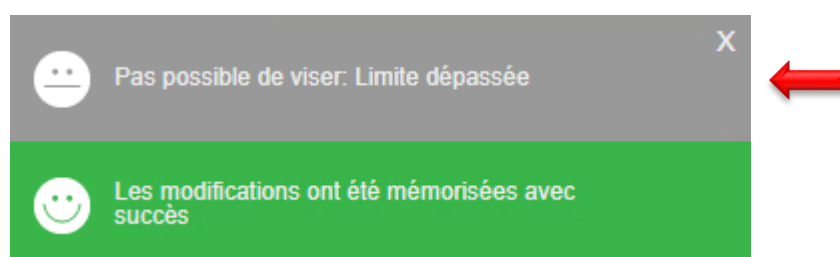 X
Pas possible de viser: Limite dépassée
Les modifications ont été mémorisées avec
succès